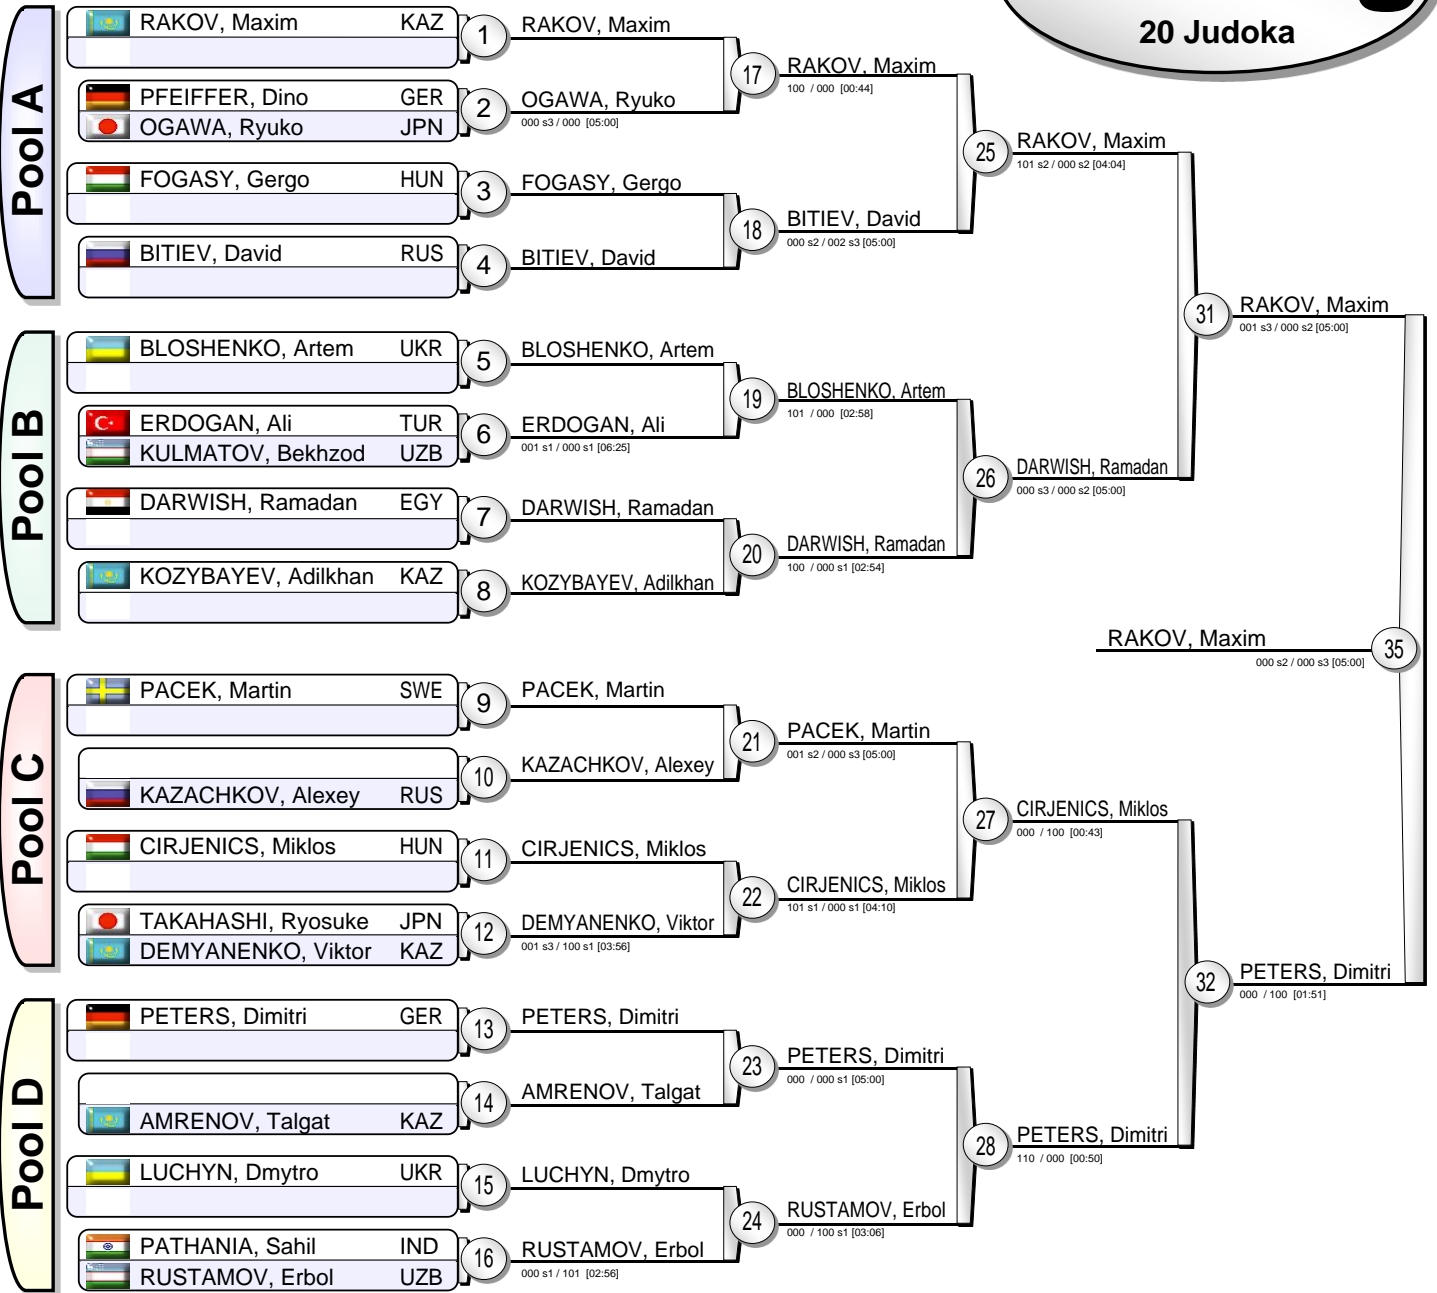 20 Judoka
Pool A
RAKOV, Maxim KAZ
1
RAKOV, Maxim
PFEIFFER, Dino GER
OGAWA, Ryuko JPN
2
OGAWA, Ryuko
000 s3 / 000 [05:00]
17
RAKOV, Maxim
100 / 000 [00:44]
FOGASY, Gergo HUN
3
FOGASY, Gergo
BITIEV, David RUS
4
BITIEV, David
18
BITIEV, David
000 s2 / 002 s3 [05:00]
25
RAKOV, Maxim
101 s2 / 000 s2 [04:04]
Pool B
BLOSHENKO, Artem UKR
5
BLOSHENKO, Artem
ERDOGAN, Ali TUR
KULMATOV, Bekhzod UZB
6
ERDOGAN, Ali
001 s1 / 000 s1 [06:25]
19
BLOSHENKO, Artem
101 / 000 [02:58]
DARWISH, Ramadan EGY
7
DARWISH, Ramadan
KOZYBAYEV, Adilkhan KAZ
8
KOZYBAYEV, Adilkhan
20
DARWISH, Ramadan
100 / 000 s1 [02:54]
26
DARWISH, Ramadan
000 s3 / 000 s2 [05:00]
31
RAKOV, Maxim
001 s3 / 000 s2 [05:00]
RAKOV, Maxim
000 s2 / 000 s3 [05:00]
35
Pool C
PACEK, Martin SWE
9
PACEK, Martin
KAZACHKOV, Alexey RUS
10
KAZACHKOV, Alexey
21
PACEK, Martin
001 s2 / 000 s3 [05:00]
CIRJENICS, Miklos HUN
11
CIRJENICS, Miklos
TAKAHASHI, Ryosuke JPN
DEMYANENKO, Viktor KAZ
12
DEMYANENKO, Viktor
001 s3 / 100 s1 [03:56]
22
CIRJENICS, Miklos
101 s1 / 000 s1 [04:10]
27
CIRJENICS, Miklos
000 / 100 [00:43]
Pool D
PETERS, Dimitri GER
13
PETERS, Dimitri
AMRENOV, Talgat KAZ
14
AMRENOV, Talgat
23
PETERS, Dimitri
000 / 000 s1 [05:00]
LUCHYN, Dmytro UKR
15
LUCHYN, Dmytro
PATHANIA, Sahil IND
RUSTAMOV, Erbol UZB
16
RUSTAMOV, Erbol
000 s1 / 101 [02:56]
24
RUSTAMOV, Erbol
000 / 100 s1 [03:06]
28
PETERS, Dimitri
110 / 000 [00:50]
32
PETERS, Dimitri
000 / 100 [01:51]